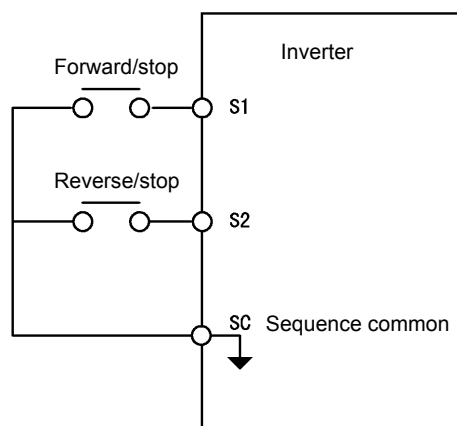 Inverter
Forward/stop
S1
Reverse/stop
S2
SC Sequence common